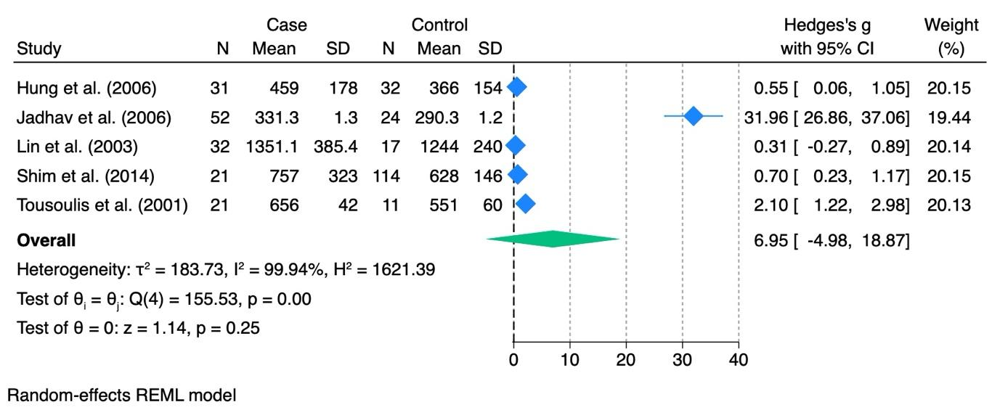 Case Control Hedges's g Weight
Study N Mean SD N Mean SD with 95% CI (%)
Hung et al. (2006) 31 459 178 32 366 154 0.55 [ 0.06, 1.05] 20.15
Jadhav et al. (2006) 52 331.3 1.3 24 290.3 1.2 31.96 [ 26.86, 37.06] 19.44
Lin et al. (2003) 32 1351.1 385.4 17 1244 240 0.31 [ -0.27, 0.89] 20.14
Shim et al. (2014) 21 757 323 114 628 146 0.70 [ 0.23, 1.17] 20.15
Tousoulis et al. (2001) 21 656 42 11 551 60 2.10 [ 1.22, 2.98] 20.13
Overall 6.95 [ -4.98, 18.87]
Heterogeneity: τ² = 183.73, I² = 99.94%, H² = 1621.39
Test of θᵢ = θⱼ: Q(4) = 155.53, p = 0.00
Test of θ = 0: z = 1.14, p = 0.25
0 10 20 30 40
Random-effects REML model